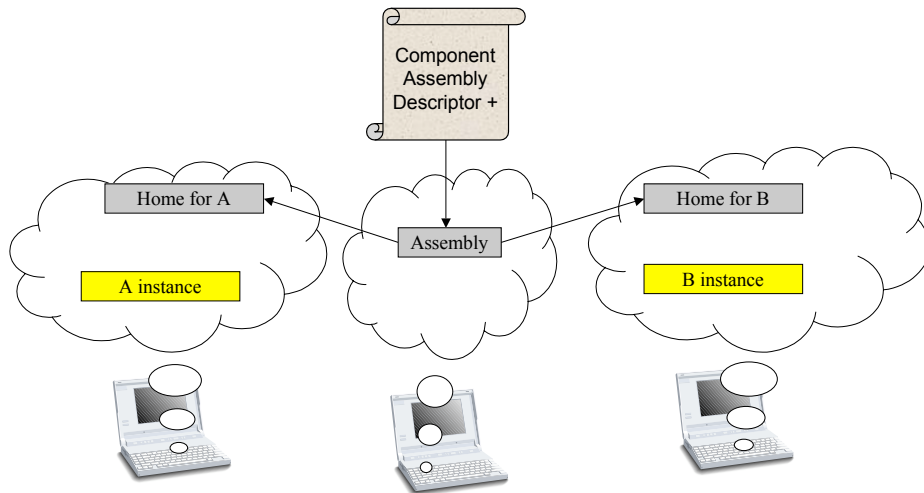 Component
Assembly
Descriptor +
Home for A
Assembly
Home for B
A instance
B instance